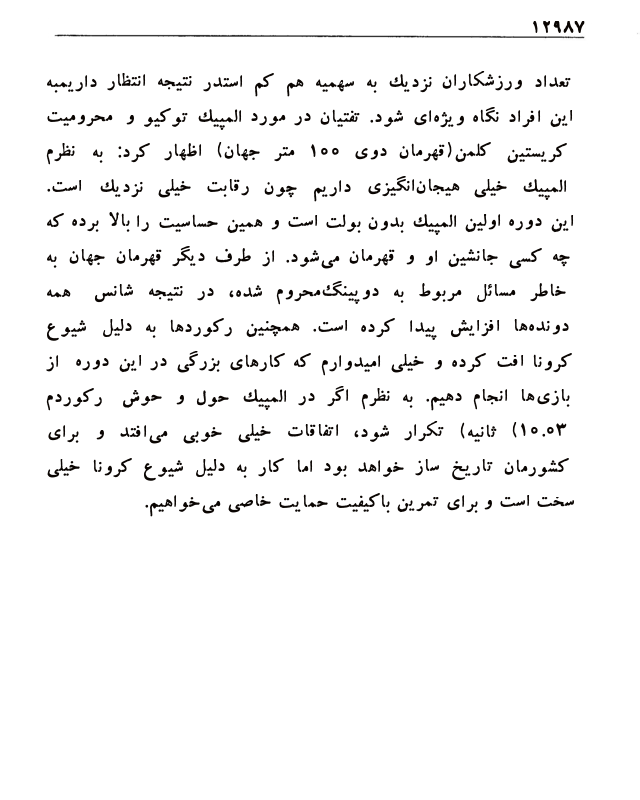 ۱۲۹۸۷
تعداد ورزشکاران نزدیك به سهمیه هم کم استدر نتیجه انتظار داریمبه
این افراد نگاه ویژه‌ای شود. تفتیان در مورد المپیك توکیو و محرومیت
کریستین کلمن(قهرمان دوی ۱۰۰ متر جهان) اظهار کرد: به نظرم
المپیك خیلی هیجان‌انگیزی داریم چون رقابت خیلی نزدیك است.
این دوره اولین المپیك بدون بولت است و همین حساسیت را بالا برده که
چه کسی جانشین او و قهرمان می‌شود. از طرف دیگر قهرمان جهان به
خاطر مسائل مربوط به دوپینگ‌محروم شده، در نتیجه شانس همه
دونده‌ها افزایش پیدا کرده است. همچنین رکوردها به دلیل شیوع
کرونا افت کرده و خیلی امیدوارم که کارهای بزرگی در این دوره از
بازی‌ها انجام دهیم. به نظرم اگر در المپیك حول و حوش رکوردم
۱۰.۰۵۳) ثانیه) تکرار شود، اتفاقات خیلی خوبی می‌افتد و برای
کشورمان تاریخ ساز خواهد بود اما کار به دلیل شیوع کرونا خیلی
سخت است و برای تمرین باکیفیت حمایت خاصی می‌خواهیم.